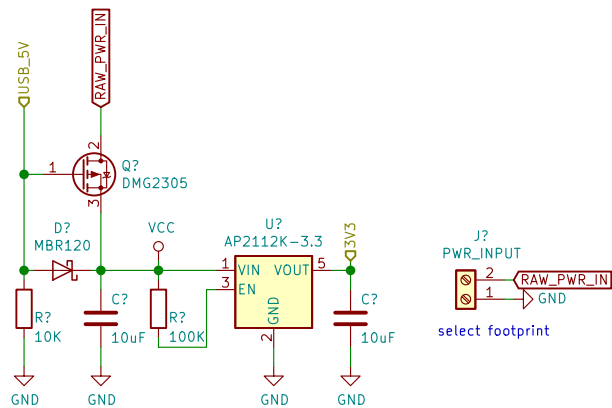 USB_5V
RAW_PWR_IN
2
1
Q?
DMG2305
3
D?
MBR120
VCC
U?
AP2112K-3.3
1
VIN
VOUT
5
3
EN
GND
2
3V3
R?
10K
C?
10uF
R?
100K
C?
10uF
GND
GND
GND
GND
J?
PWR_INPUT
2
RAW_PWR_IN
1
GND
select footprint